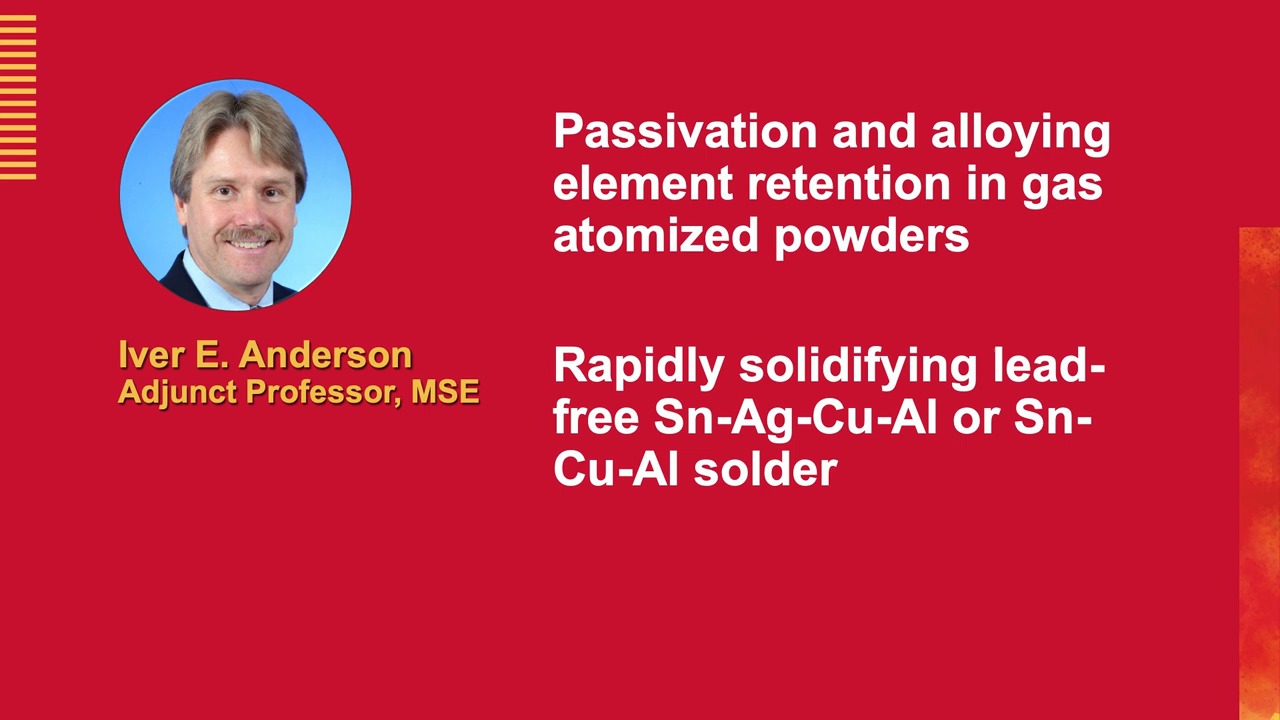 Iver E. Anderson
Adjunct Professor, MSE
Passivation and alloying
element retention in gas
atomized powders
Rapidly solidifying lead-
free Sn-Ag-Cu-Al or Sn-
Cu-Al solder